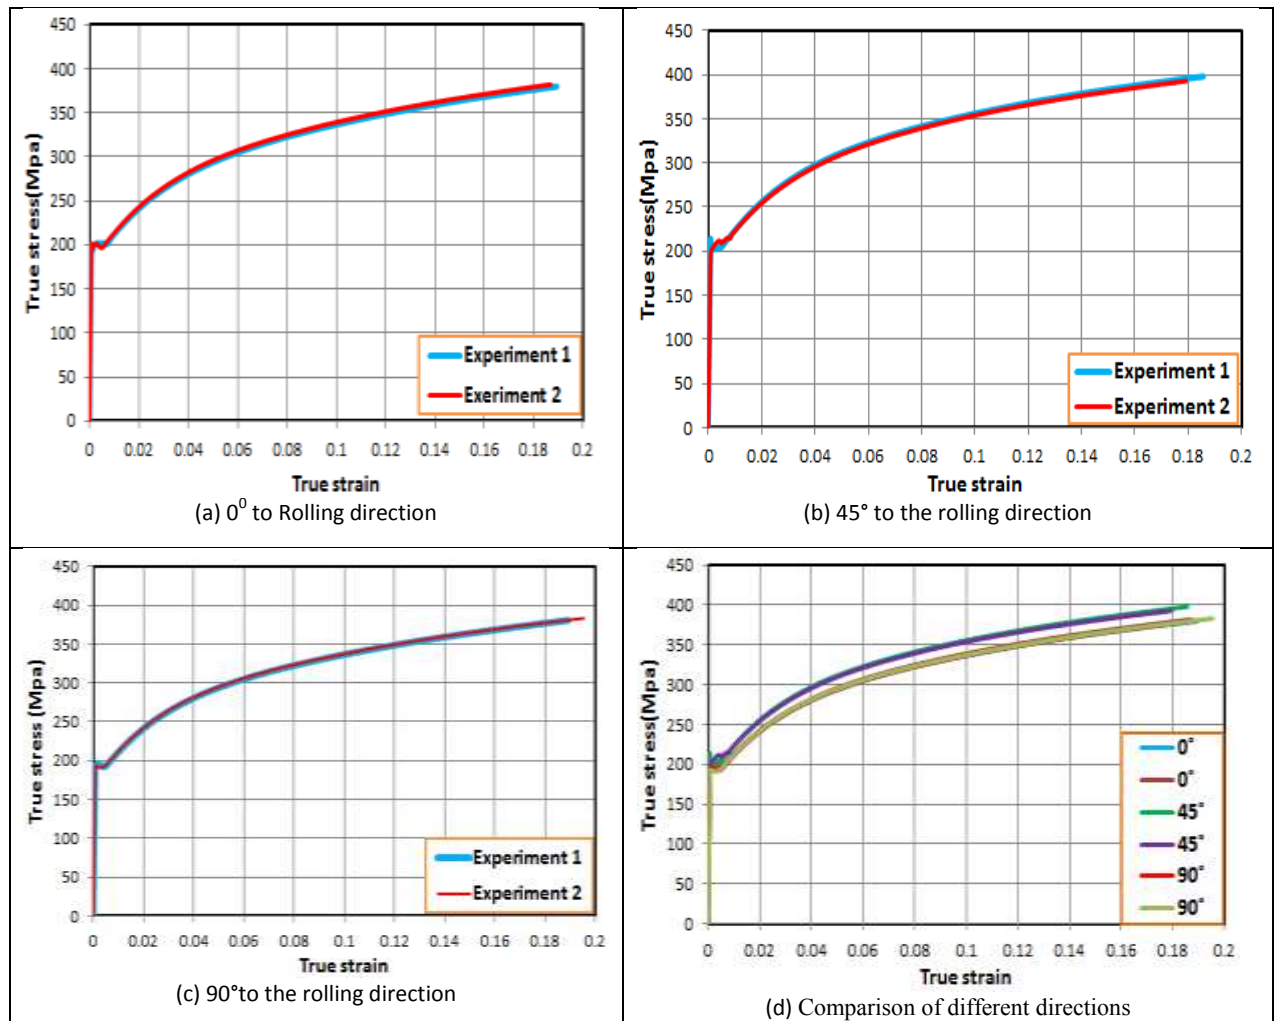 450
400
350
300
250
200
150
100
50
0
True stress(Mpa)
Experiment 1
Exeriment 2
0 0.02 0.04 0.06 0.08 0.1 0.12 0.14 0.16 0.18 0.2
True strain
(a) 0⁰ to Rolling direction
450
400
350
300
250
200
150
100
50
0
True stress(Mpa)
Experiment 1
Experiment 2
0 0.02 0.04 0.06 0.08 0.1 0.12 0.14 0.16 0.18 0.2
True strain
(b) 45° to the rolling direction
450
400
350
300
250
200
150
100
50
0
True stress (Mpa)
Experiment 1
Experiment 2
0 0.02 0.04 0.06 0.08 0.1 0.12 0.14 0.16 0.18 0.2
True strain
(c) 90°to the rolling direction
450
400
350
300
250
200
150
100
50
0
True stress(Mpa)
0°
0°
45°
45°
90°
90°
0 0.02 0.04 0.06 0.08 0.1 0.12 0.14 0.16 0.18 0.2
True strain
(d) Comparison of different directions